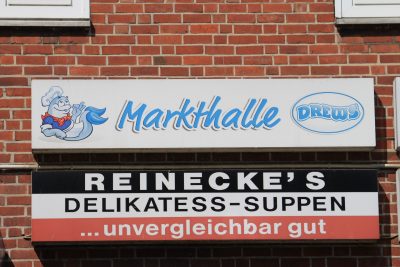 Markthalle
DREWS
REINECKE'S
DELIKATESS-SUPPEN
...unvergleichbar gut